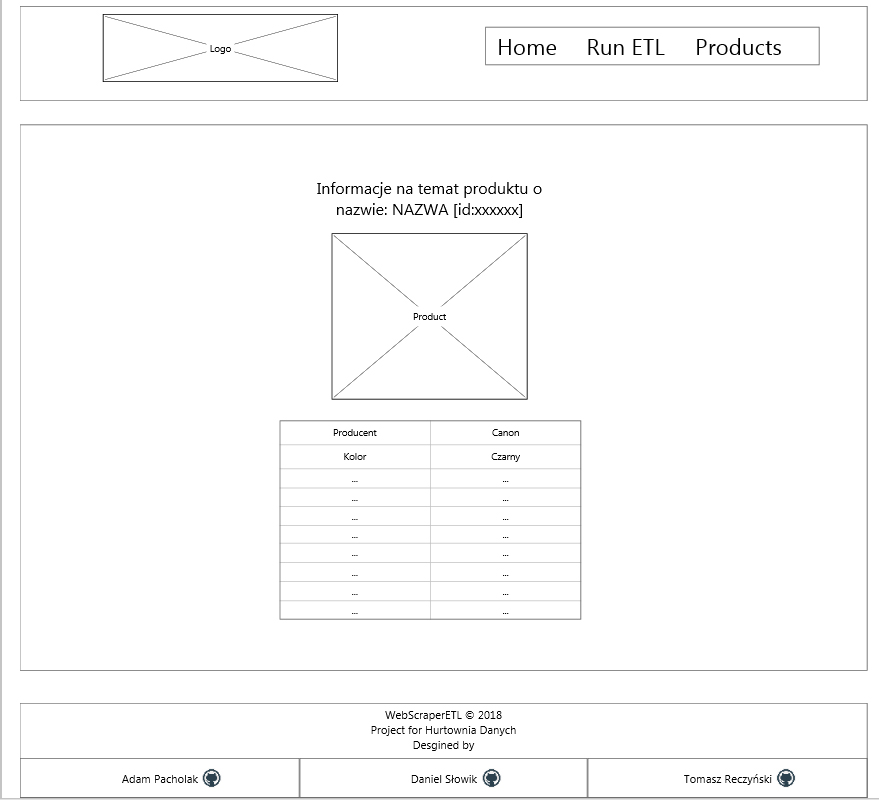 Logo
Home Run ETL Products
Informacje na temat produktu o
nazwie: NAZWA [id:xxxxxx]
Product
Producent Canon
Kolor Czarny
... ...
... ...
... ...
... ...
... ...
... ...
... ...
... ...
WebScraperETL © 2018
Project for Hurtownia Danych
Desgined by
Adam Pacholak Daniel Słowik Tomasz Reczyński